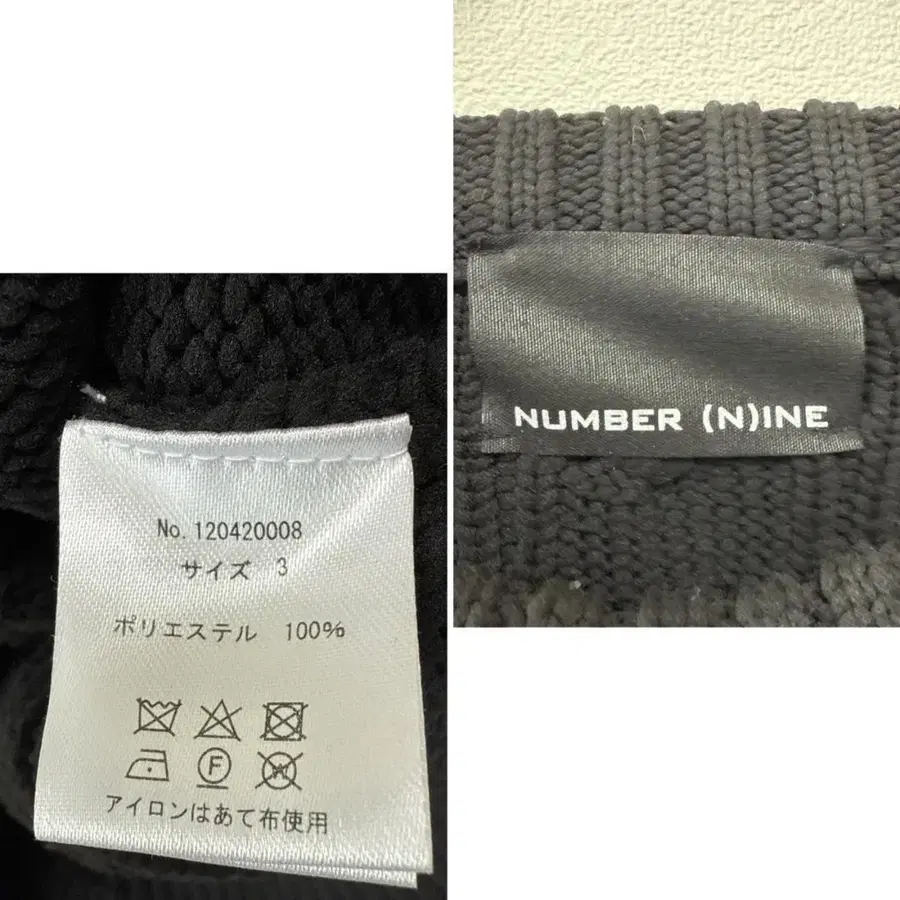 No. 120420008
サイズ 3
ポリエステル 100%
F
W
アイロンはあて布使用
NUMBER (N)INE